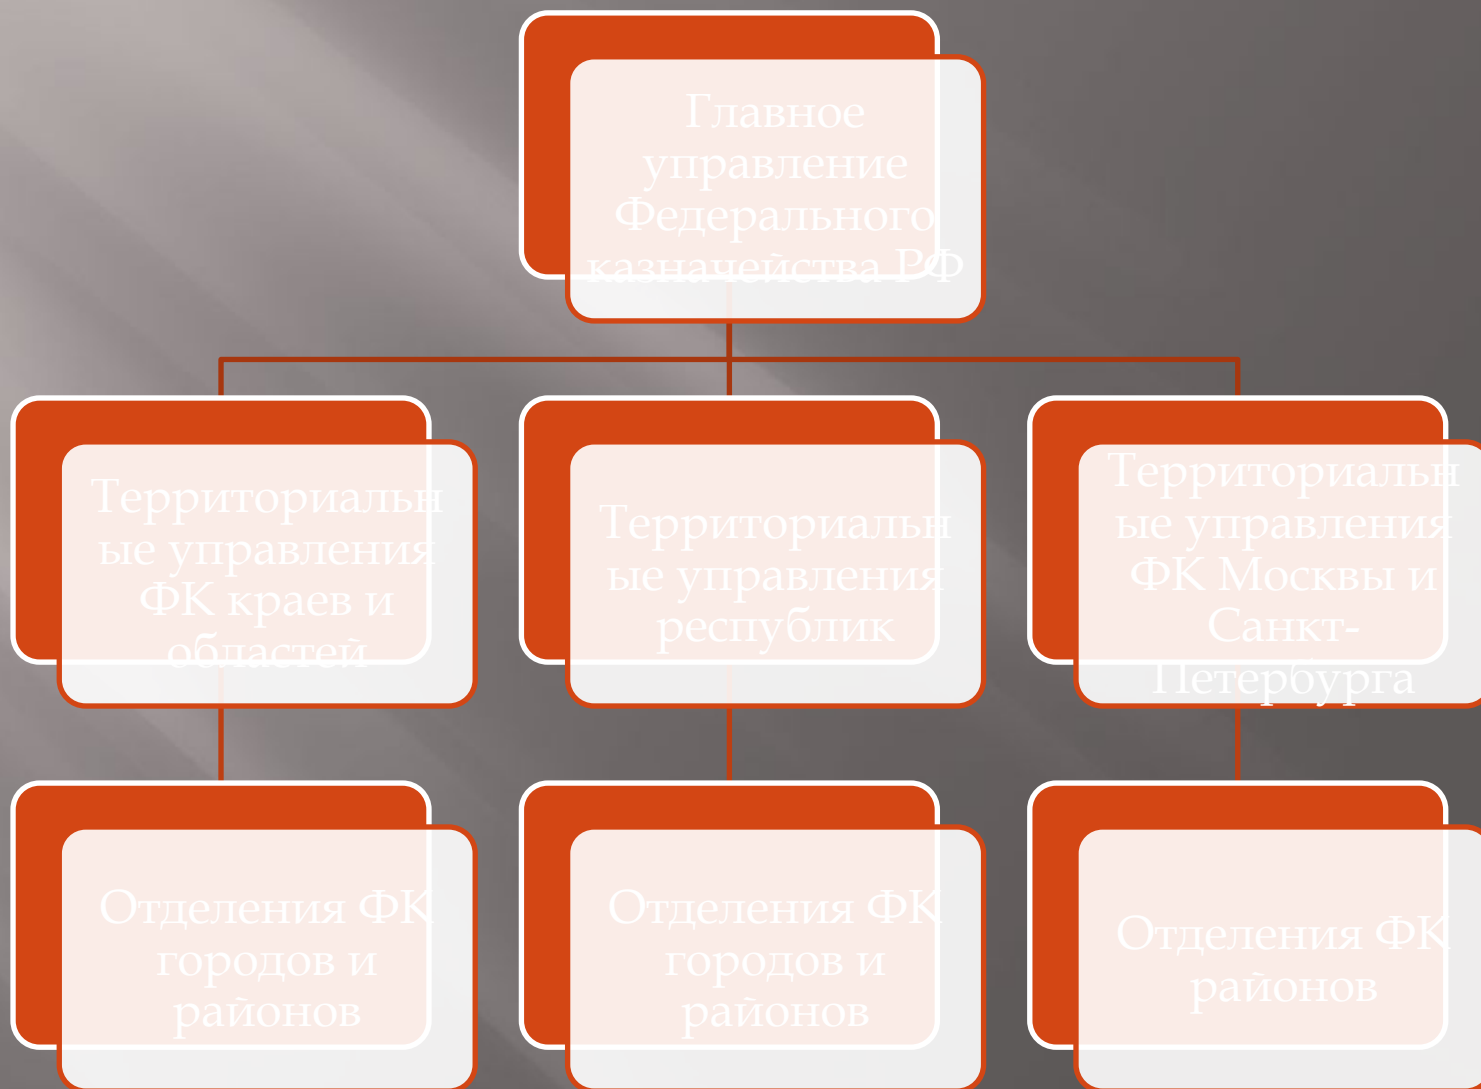 Главное
управление
Федерального
казначейства РФ
Территориальн
ые управления
ФК краев и
областей
Территориальн
ые управления
республик
Территориальн
ые управления
ФК Москвы и
Санкт-
Петербурга
Отделения ФК
городов и
районов
Отделения ФК
городов и
районов
Отделения ФК
районов